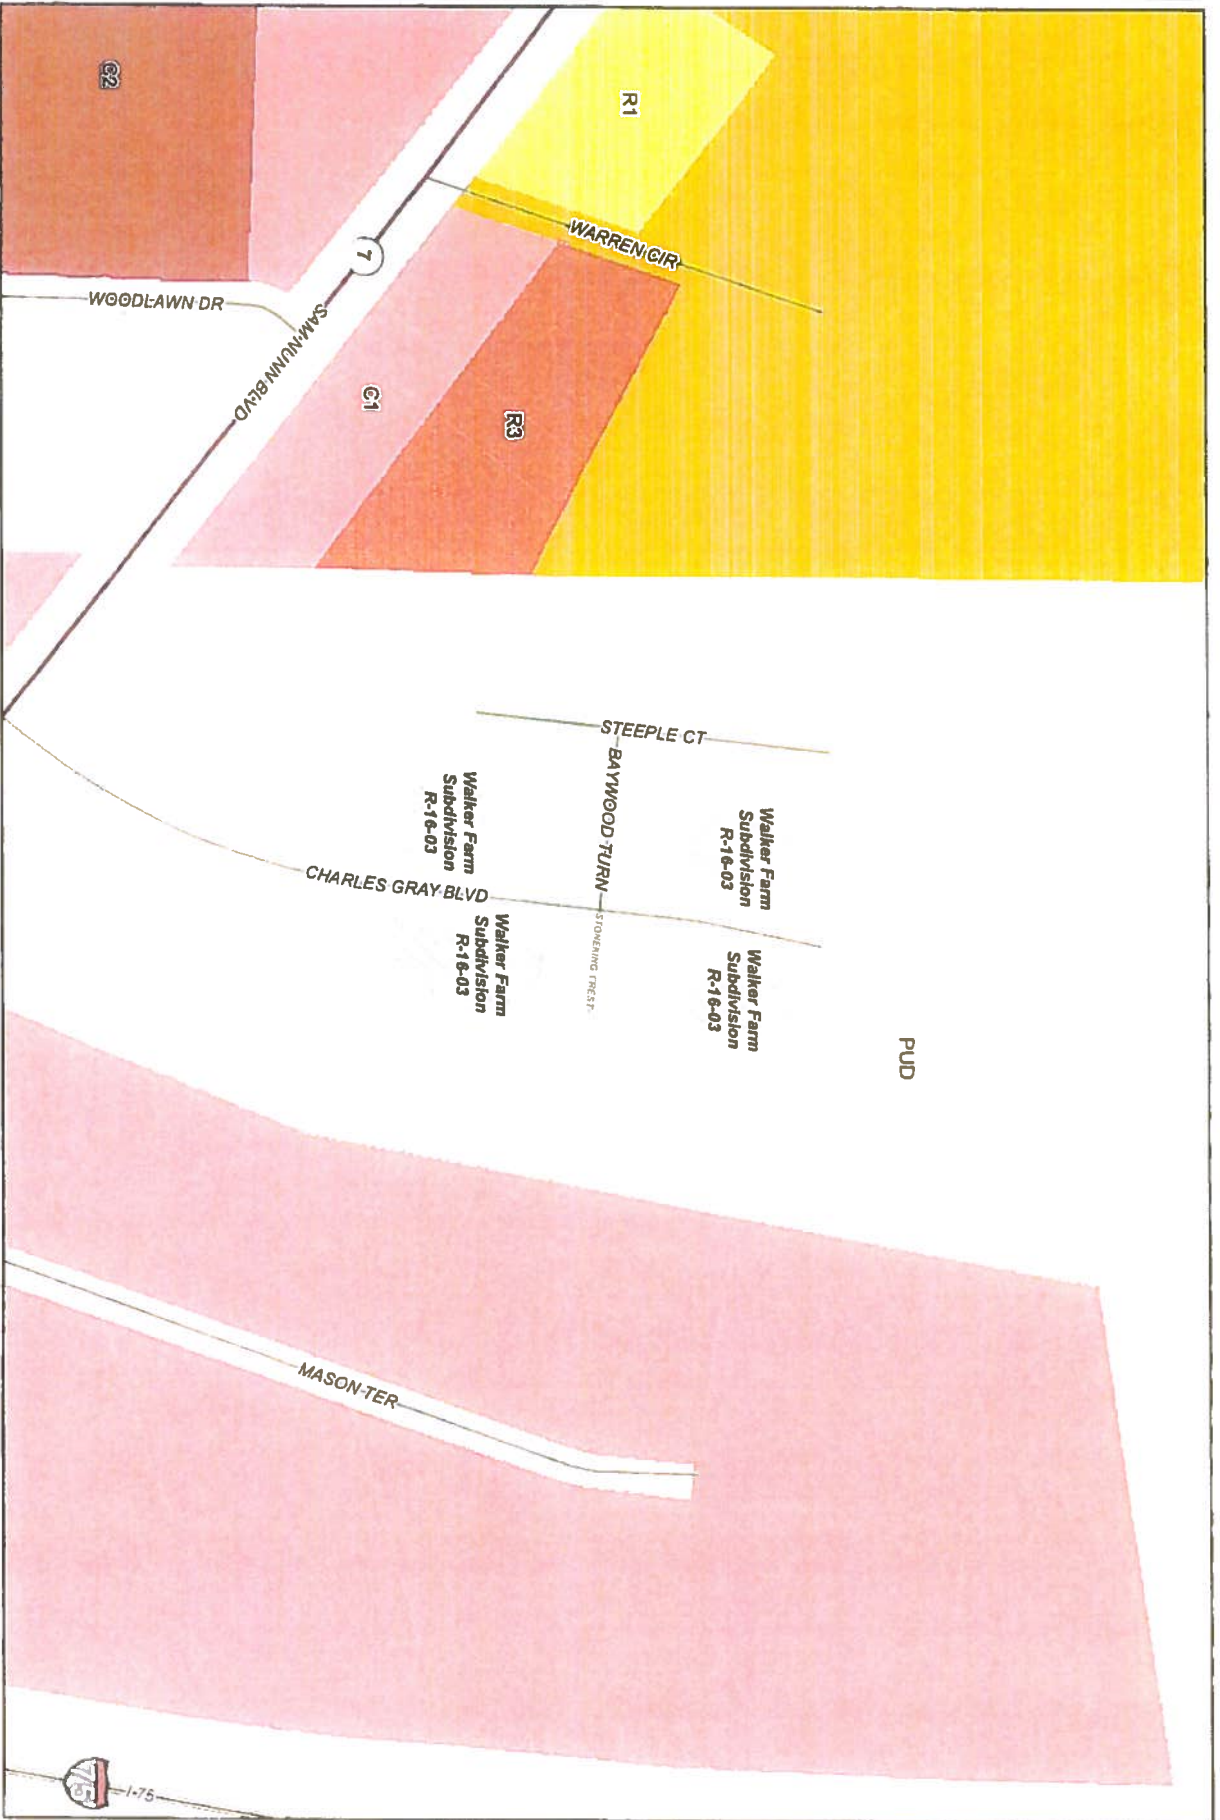 C2
R1
WARREN CIR
7
WOODLAWN DR
SAM NUNN BLVD
C1
R3
STEEPLE CT
BAYWOOD TURN
Walker Farm
Subdivision
R-16-03
Walker Farm
Subdivision
R-16-03
CHARLES GRAY BLVD
STONEKING CREST
Walker Farm
Subdivision
R-16-03
Walker Farm
Subdivision
R-16-03
PUD
MASON TER
75
I-75